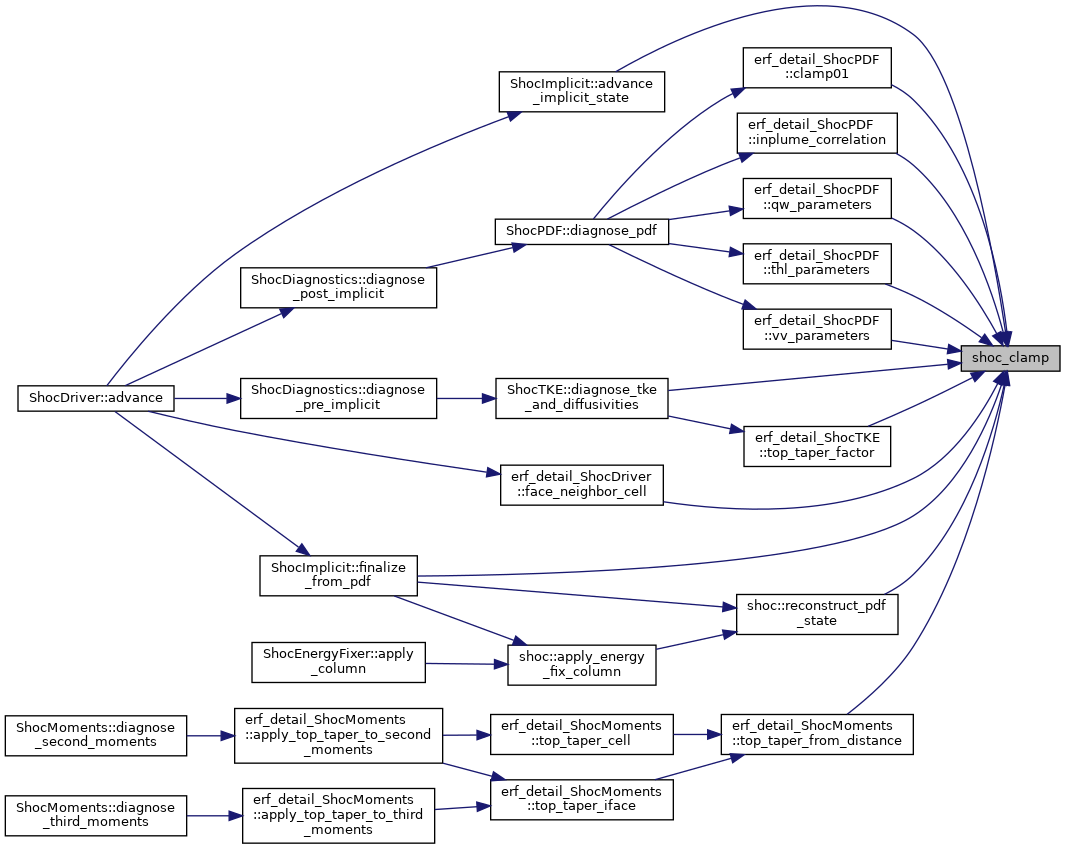 erf_detail_ShocPDF
::clamp01
ShocImplicit::advance
_implicit_state
erf_detail_ShocPDF
::inplume_correlation
erf_detail_ShocPDF
::qw_parameters
ShocPDF::diagnose_pdf
erf_detail_ShocPDF
::thl_parameters
ShocDiagnostics::diagnose
_post_implicit
erf_detail_ShocPDF
::vv_parameters
shoc_clamp
ShocDriver::advance
ShocDiagnostics::diagnose
_pre_implicit
ShocTKE::diagnose_tke
_and_diffusivities
erf_detail_ShocTKE
::top_taper_factor
erf_detail_ShocDriver
::face_neighbor_cell
ShocImplicit::finalize
_from_pdf
shoc::reconstruct_pdf
_state
ShocEnergyFixer::apply
_column
shoc::apply_energy
_fix_column
ShocMoments::diagnose
_second_moments
erf_detail_ShocMoments
::apply_top_taper_to_second
_moments
erf_detail_ShocMoments
::top_taper_cell
erf_detail_ShocMoments
::top_taper_from_distance
ShocMoments::diagnose
_third_moments
erf_detail_ShocMoments
::apply_top_taper_to_third
_moments
erf_detail_ShocMoments
::top_taper_iface